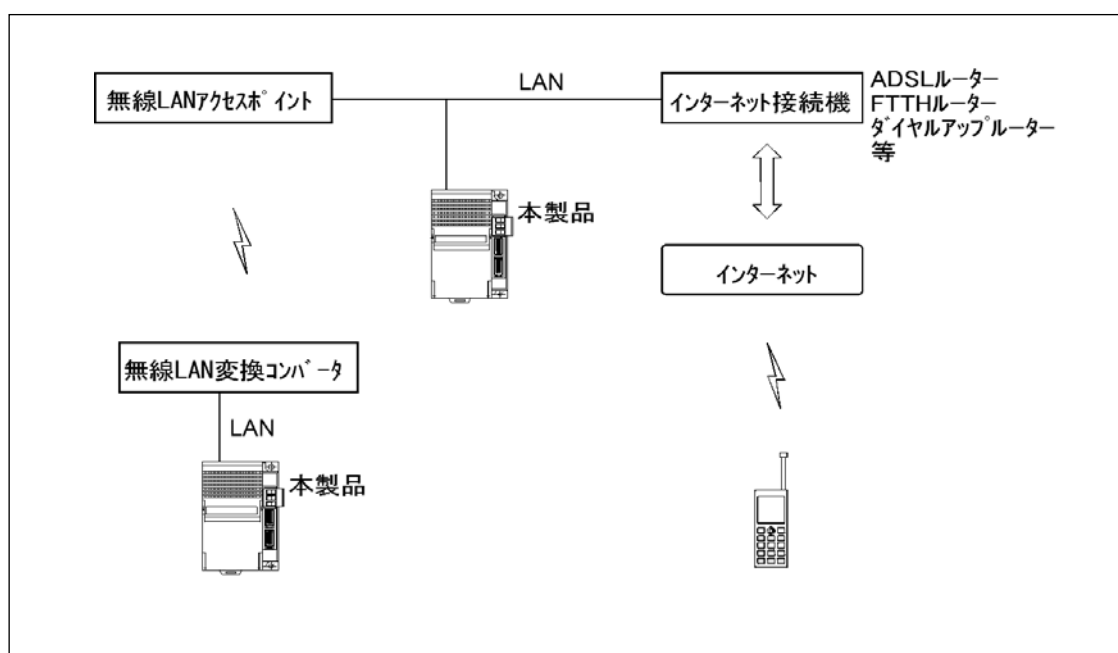 無線LANアクセスポイント
LAN
インターネット接続機
ADSLルーター
FTTHルーター
ダイヤルアップルーター
等
本製品
インターネット
無線LAN変換コンバータ
LAN
本製品